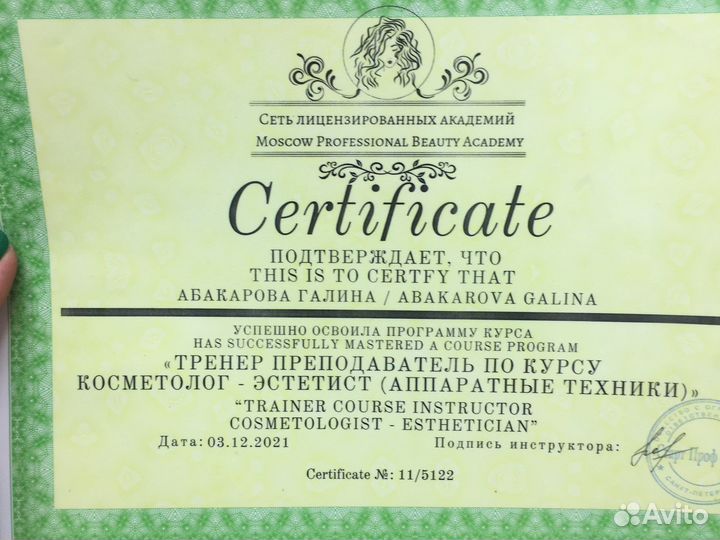 Сеть лицензированных академий
Moscow Professional Beauty Academy
Certificate
ПОДТВЕРЖДАЕТ, ЧТО
THIS IS TO CERTFY THAT
АБАКАРОВА ГАЛИНА / ABAKAROVA GALINA
УСПЕШНО ОСВОИЛА ПРОГРАММУ КУРСА
HAS SUCCESSFULLY MASTERED A COURSE PROGRAM
«ТРЕНЕР ПРЕПОДАВАТЕЛЬ ПО КУРСУ
КОСМЕТОЛОГ - ЭСТЕТИСТ (АППАРАТНЫЕ ТЕХНИКИ)»
“TRAINER COURSE INSTRUCTOR
COSMETOLOGIST - ESTHETICIAN”
Дата: 03.12.2021 Подпись инструктора:
Проф
Certificate №: 11/5122
Avito